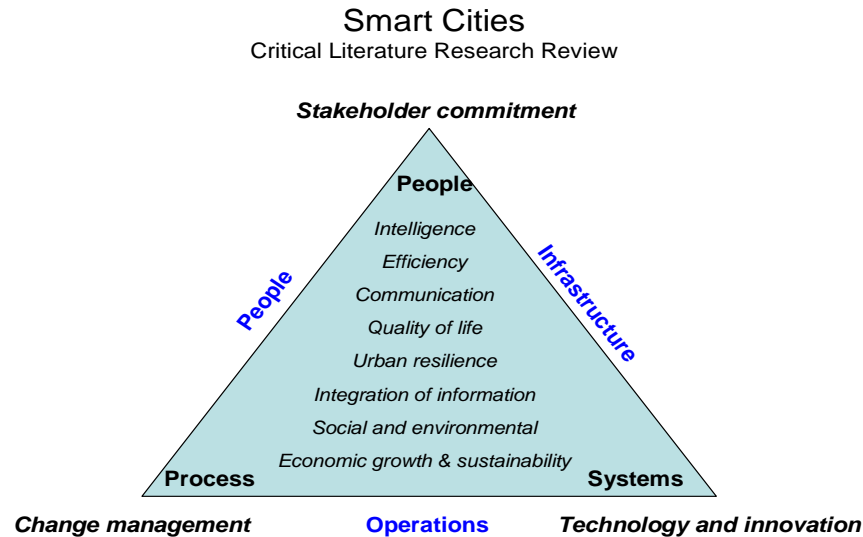 Smart Cities
Critical Literature Research Review
Stakeholder commitment
People
Intelligence
Efficiency
Communication
Quality of life
Urban resilience
Integration of information
Social and environmental
Economic growth & sustainability
People
Infrastructure
Process
Systems
Change management
Operations
Technology and innovation